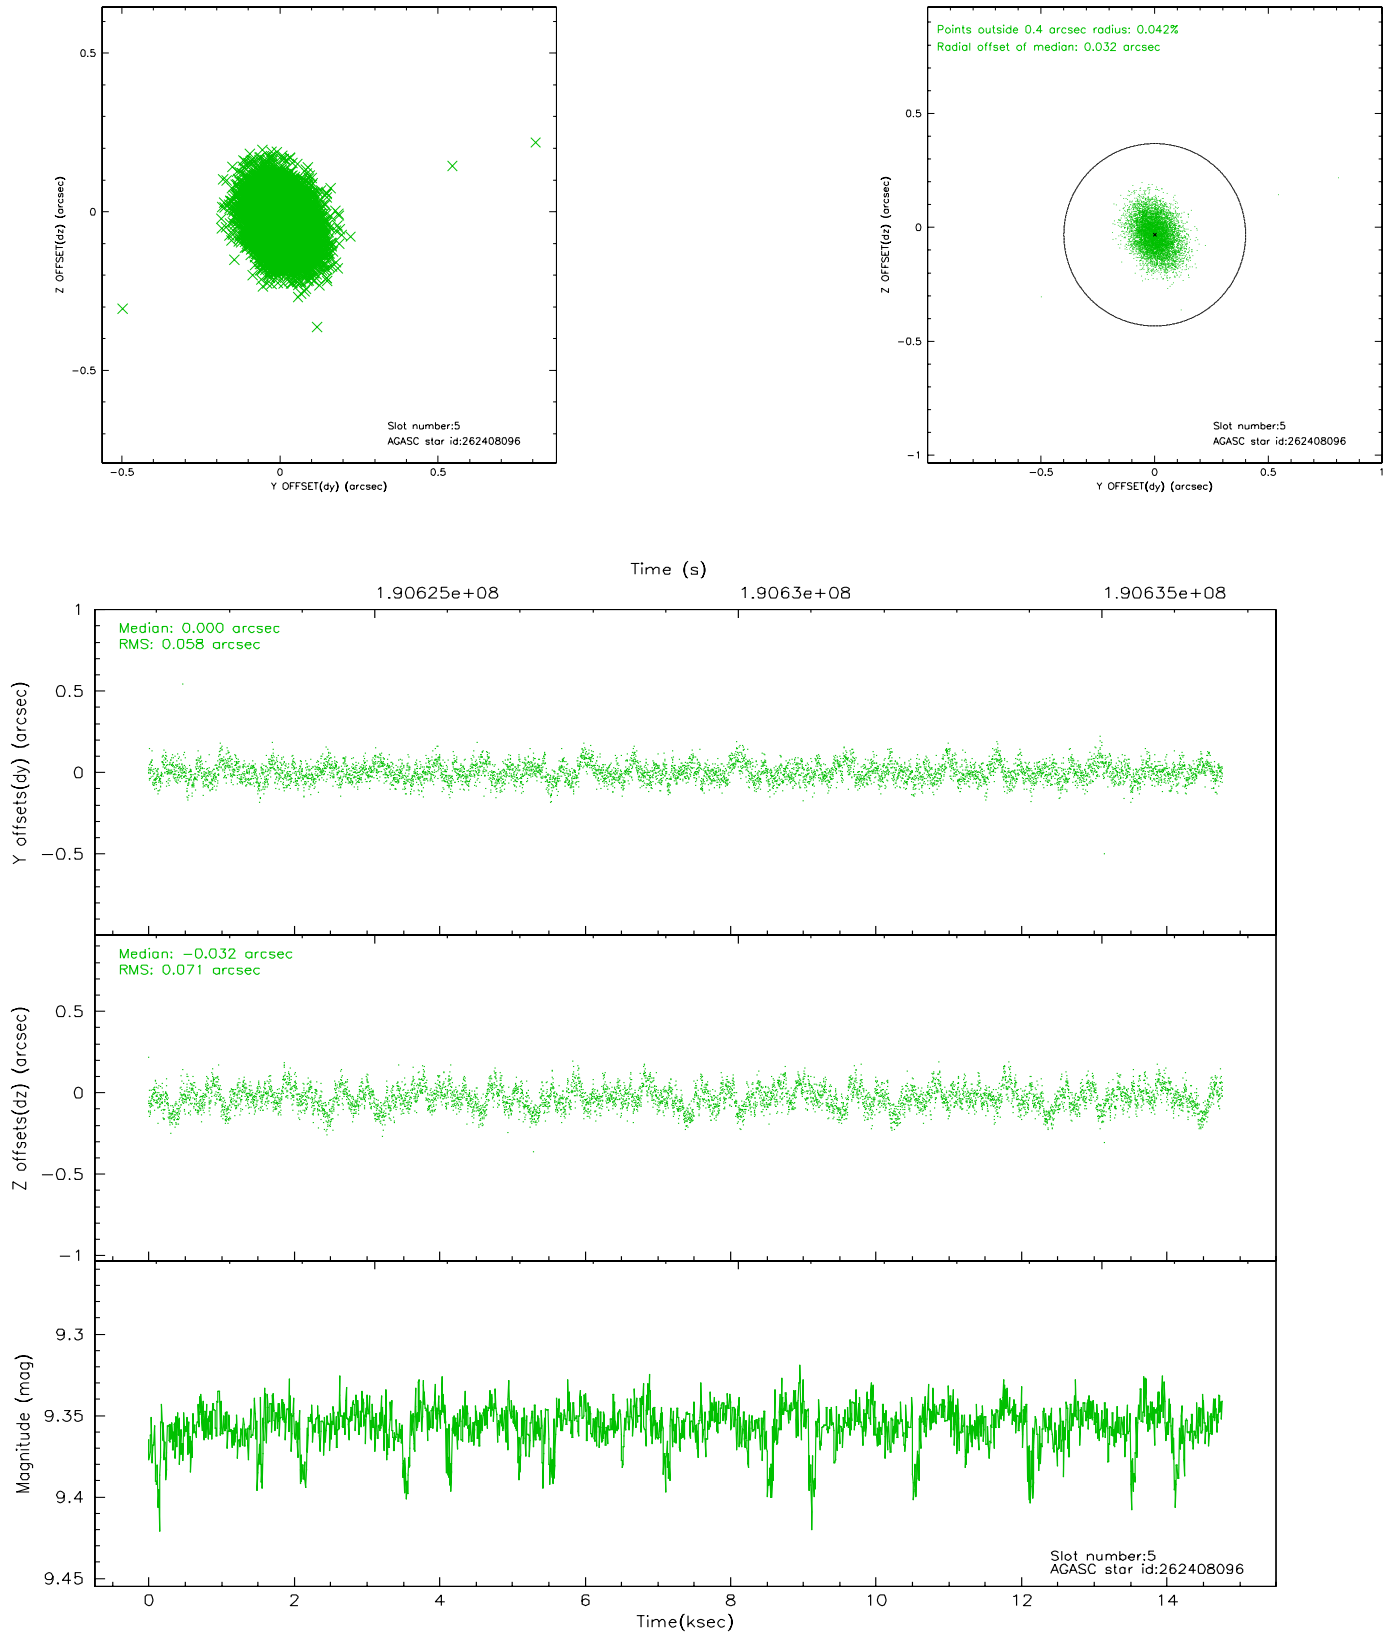 0.5
0
−0.5
Z OFFSET(dz) (arcsec)
Slot number:5
AGASC star id:262408096
−0.5
0
0.5
Y OFFSET(dy) (arcsec)
Points outside 0.4 arcsec radius: 0.042%
Radial offset of median: 0.032 arcsec
0.5
0
−0.5
−1
Z OFFSET(dz) (arcsec)
Slot number:5
AGASC star id:262408096
−0.5
0
0.5
1
Y OFFSET(dy) (arcsec)
Time (s)
1.90625e+08
1.9063e+08
1.90635e+08
Median: 0.000 arcsec
RMS: 0.058 arcsec
1
0.5
0
−0.5
Y offsets(dy) (arcsec)
Median: −0.032 arcsec
RMS: 0.071 arcsec
0.5
0
−0.5
−1
Z offsets(dz) (arcsec)
9.3
9.35
9.4
9.45
Magnitude (mag)
Slot number:5
AGASC star id:262408096
0
2
4
6
8
10
12
14
Time(ksec)